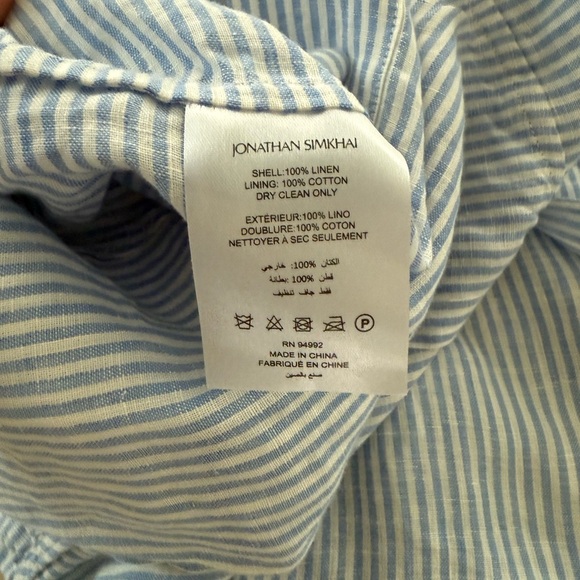 JONATHAN SIMKHAI
SHELL:100% LINEN
LINING: 100% COTTON
DRY CLEAN ONLY
EXTÉRIEUR:100% LINO
DOUBLURE: 100% COTON
NETTOYER À SEC SEULEMENT
الكتان %100: خارجي
قطن %100: بطانة
فقط جاف تنظيف
P
RN 94992
MADE IN CHINA
FABRIQUÉ EN CHINE
صنع بالصين